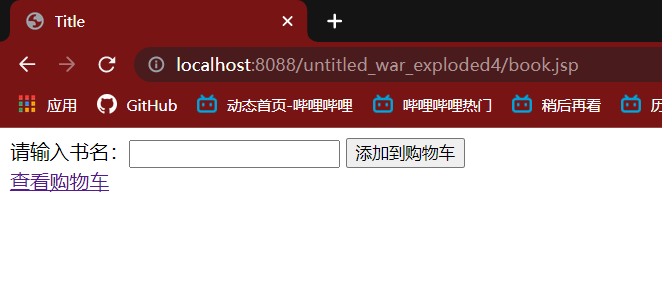 Title
localhost:8088/untitled_war_exploded4/book.jsp
应用 GitHub 动态首页-哔哩哔哩 哔哩哔哩热门 稍后再看 历
请输入书名： 添加到购物车
查看购物车